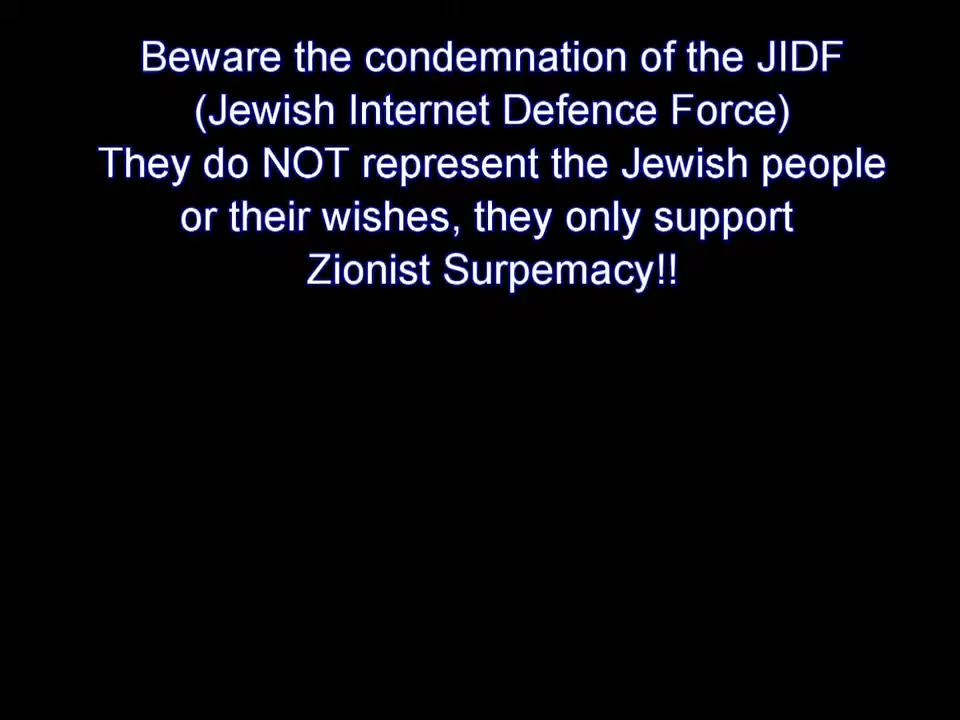 Beware the condemnation of the JIDF
(Jewish Internet Defence Force)
They do NOT represent the Jewish people
or their wishes, they only support
Zionist Surpemacy!!